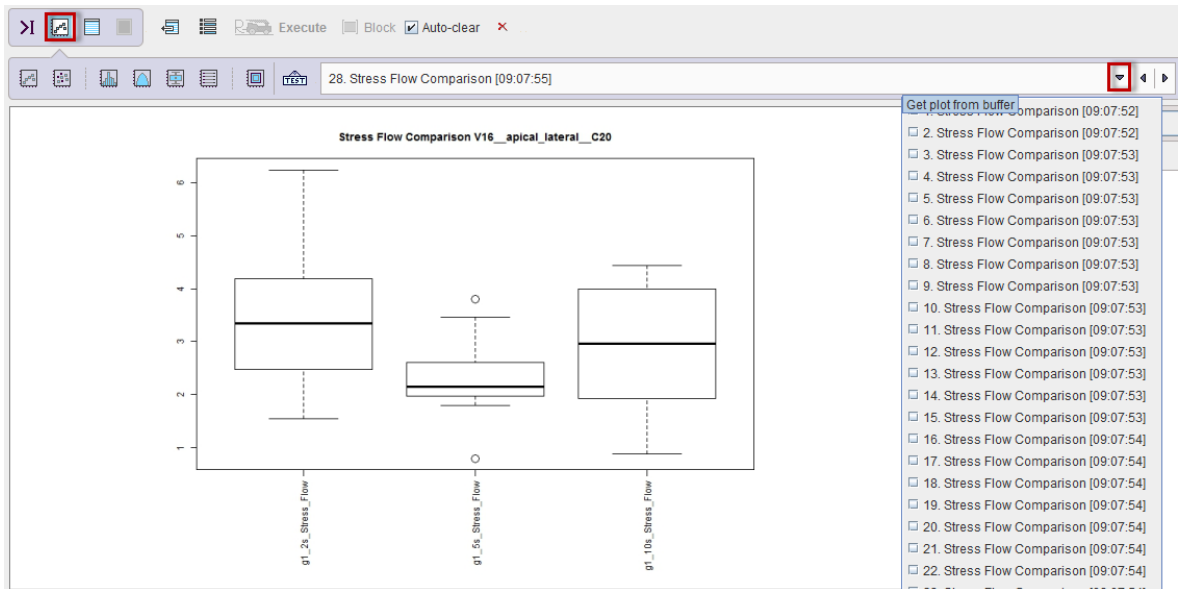 Execute Block Auto-clear
TEST 28. Stress Flow Comparison [09:07:55]
Get plot from buffer
1. Stress Flow Comparison [09:07:52]
2. Stress Flow Comparison [09:07:52]
3. Stress Flow Comparison [09:07:53]
4. Stress Flow Comparison [09:07:53]
5. Stress Flow Comparison [09:07:53]
6. Stress Flow Comparison [09:07:53]
7. Stress Flow Comparison [09:07:53]
8. Stress Flow Comparison [09:07:53]
9. Stress Flow Comparison [09:07:53]
10. Stress Flow Comparison [09:07:53]
11. Stress Flow Comparison [09:07:53]
12. Stress Flow Comparison [09:07:53]
13. Stress Flow Comparison [09:07:53]
14. Stress Flow Comparison [09:07:53]
15. Stress Flow Comparison [09:07:53]
16. Stress Flow Comparison [09:07:54]
17. Stress Flow Comparison [09:07:54]
18. Stress Flow Comparison [09:07:54]
19. Stress Flow Comparison [09:07:54]
20. Stress Flow Comparison [09:07:54]
21. Stress Flow Comparison [09:07:54]
22. Stress Flow Comparison [09:07:54]
Stress Flow Comparison V16__apical_lateral__C20
6
5
4
3
2
1
g1_2s_Stress_Flow
g1_5s_Stress_Flow
g1_10s_Stress_Flow